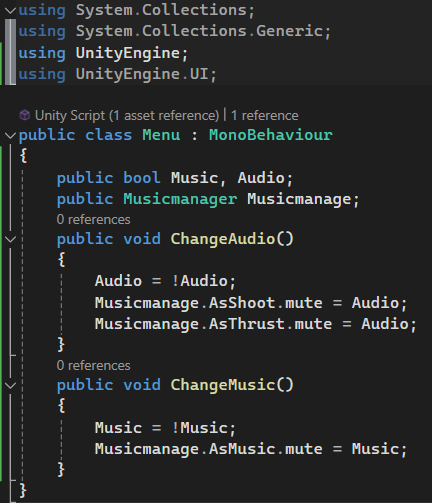 using System.Collections;
using System.Collections.Generic;
using UnityEngine;
using UnityEngine.UI;
Unity Script (1 asset reference) | 1 reference
public class Menu : MonoBehaviour
{
public bool Music, Audio;
public Musicmanager Musicmanage;
0 references
public void ChangeAudio()
{
Audio = !Audio;
Musicmanage.AsShoot.mute = Audio;
Musicmanage.AsThrust.mute = Audio;
}
0 references
public void ChangeMusic()
{
Music = !Music;
Musicmanage.AsMusic.mute = Music;
}
}